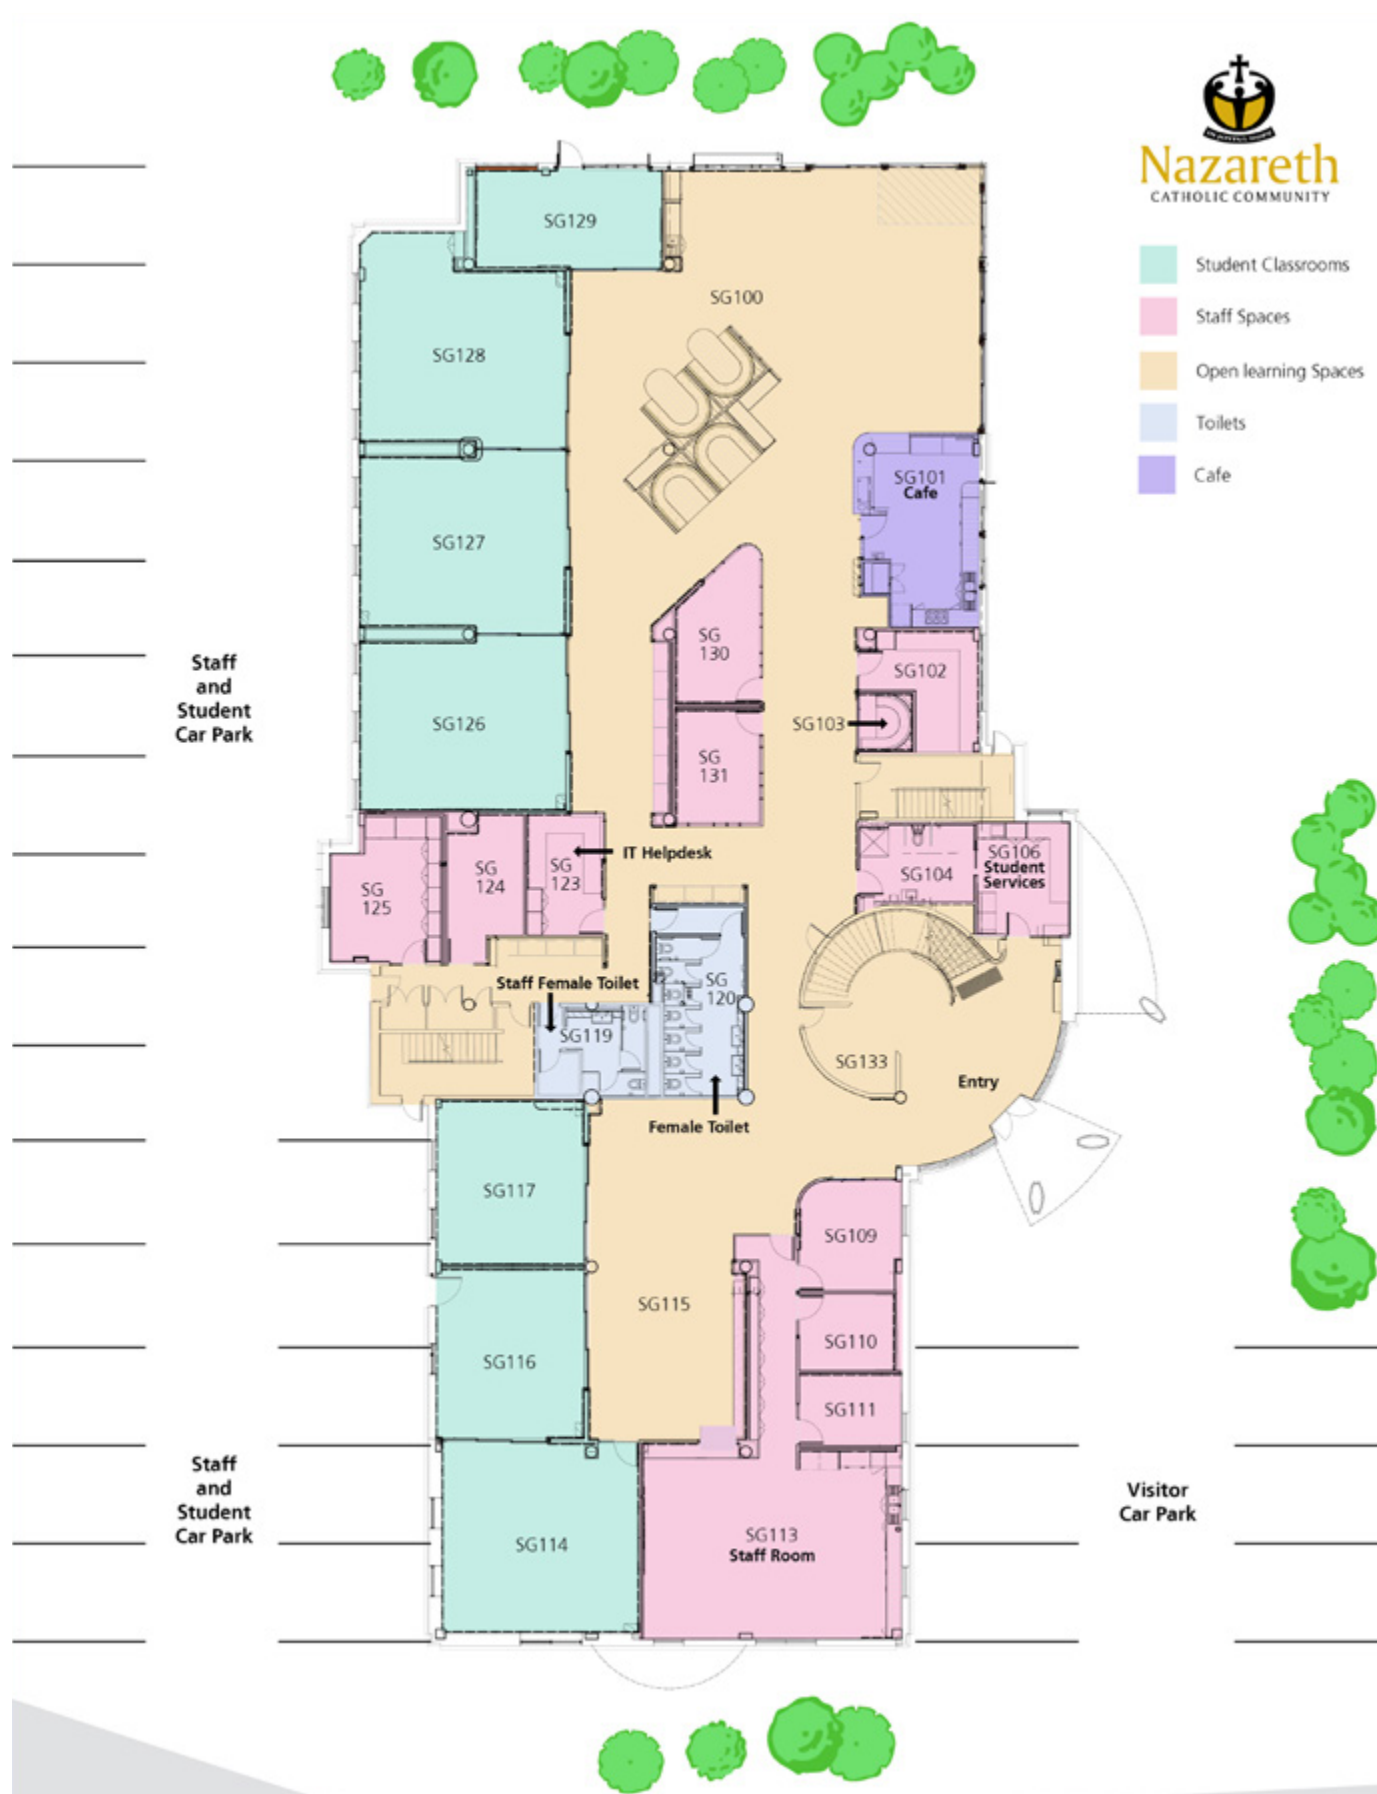 Nazareth
CATHOLIC COMMUNITY
Student Classrooms
Staff Spaces
Open learning Spaces
Toilets
Cafe
SG129
SG100
SG128
SG101
Cafe
SG127
SG
130
SG102
Staff
and
Student
Car Park
SG126
SG103
SG
131
IT Helpdesk
SG
123
SG
124
SG
125
SG104
SG106
Student
Services
Staff Female Toilet
SG
120
SG119
SG133
Entry
Female Toilet
SG117
SG109
SG115
SG110
SG116
SG111
Staff
and
Student
Car Park
Visitor
Car Park
SG114
SG113
Staff Room